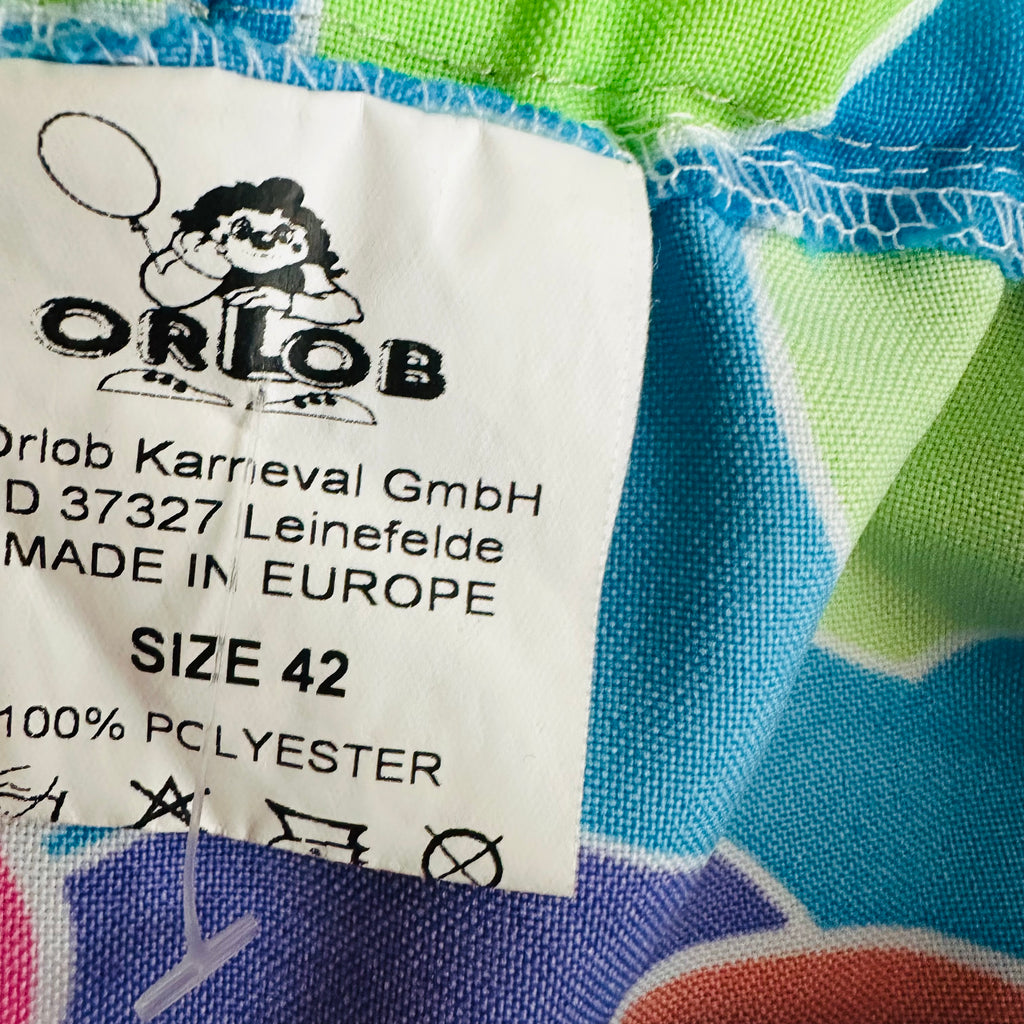 ORLOB
Orlob Karneval GmbH
D 37327 Leinefelde
MADE IN EUROPE
SIZE 42
100% POLYESTER